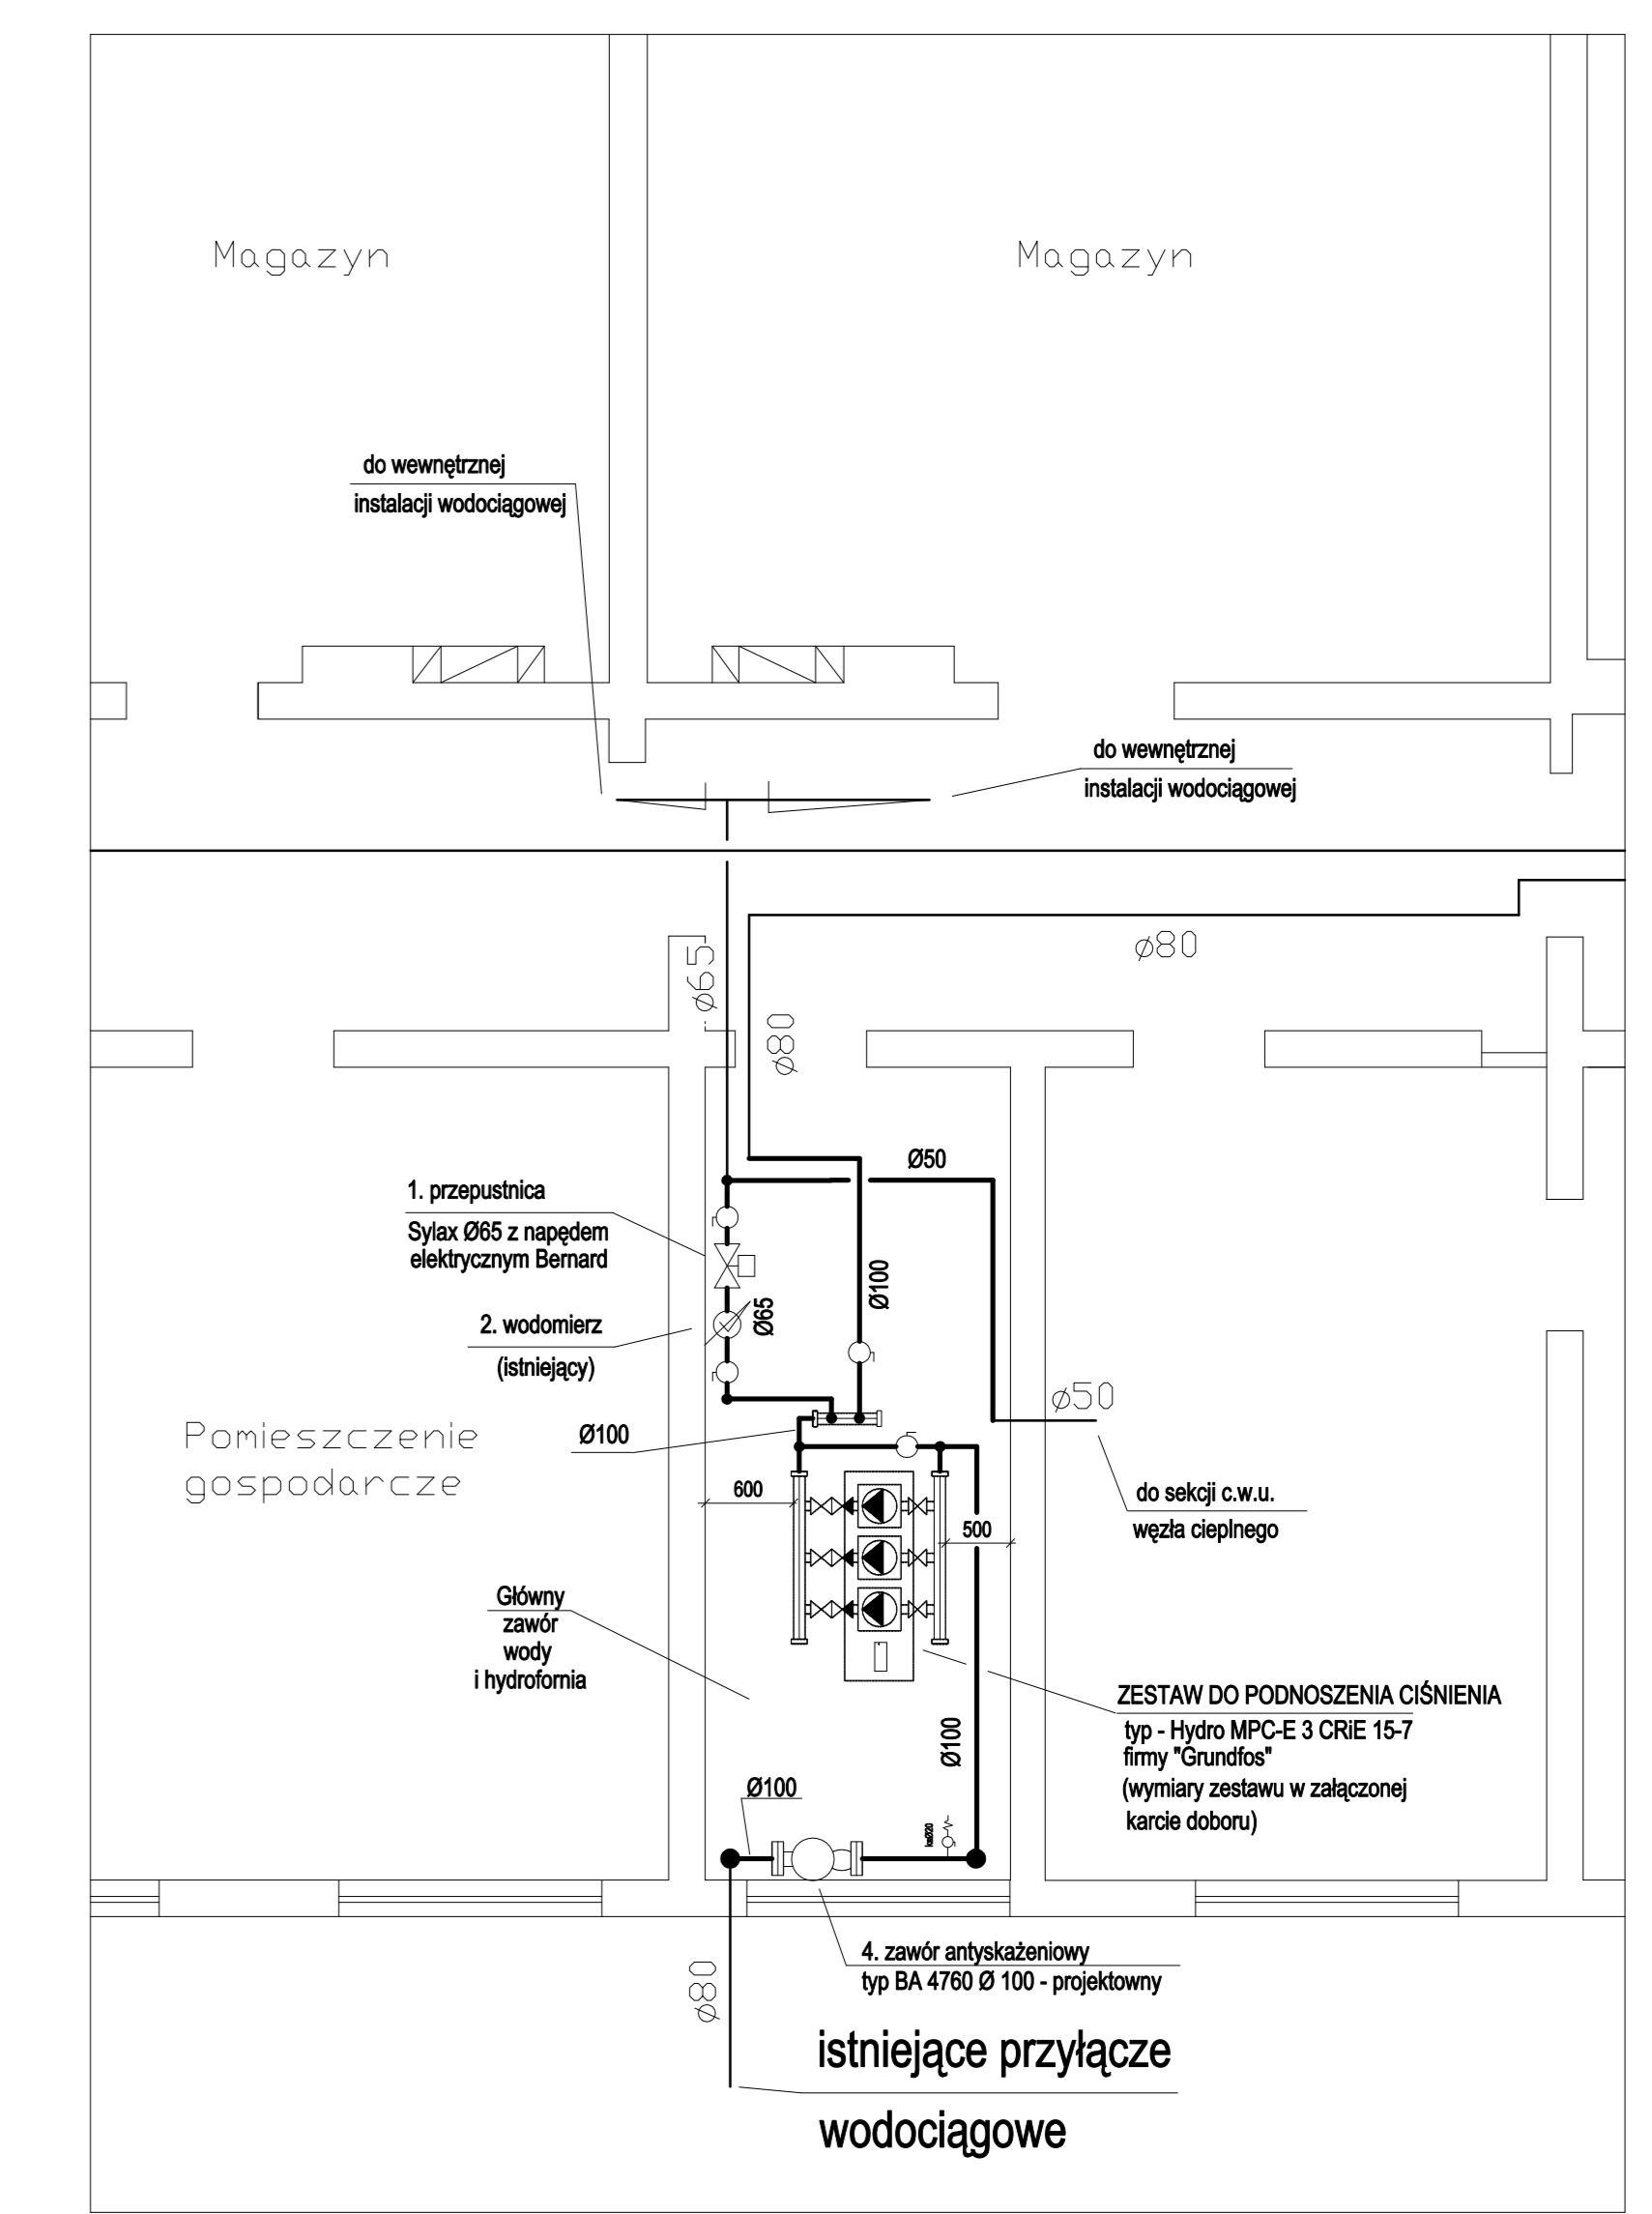 Magazyn
Magazyn
do wewnętrznej
instalacji wodociągowej
do wewnętrznej
instalacji wodociągowej
ø80
ø65
ø80
Ø50
1. przepustnica
Sylax Ø65 z napędem
elektrycznym Bernard
Ø100
Ø65
2. wodomierz
(istniejący)
ø50
Pomieszczenie
gospodarcze
Ø100
600
500
do sekcji c.w.u.
węzła cieplnego
Główny
zawór
wody
i hydrofornia
ZESTAW DO PODNOSZENIA CIŚNIENIA
typ - Hydro MPC-E 3 CRiE 15-7
firmy "Grundfos"
(wymiary zestawu w załączonej
karcie doboru)
Ø100
Ø100
4. zawór antyskażeniowy
typ BA 4760 Ø 100 - projektowny
ø80
istniejące przyłącze
wodociągowe